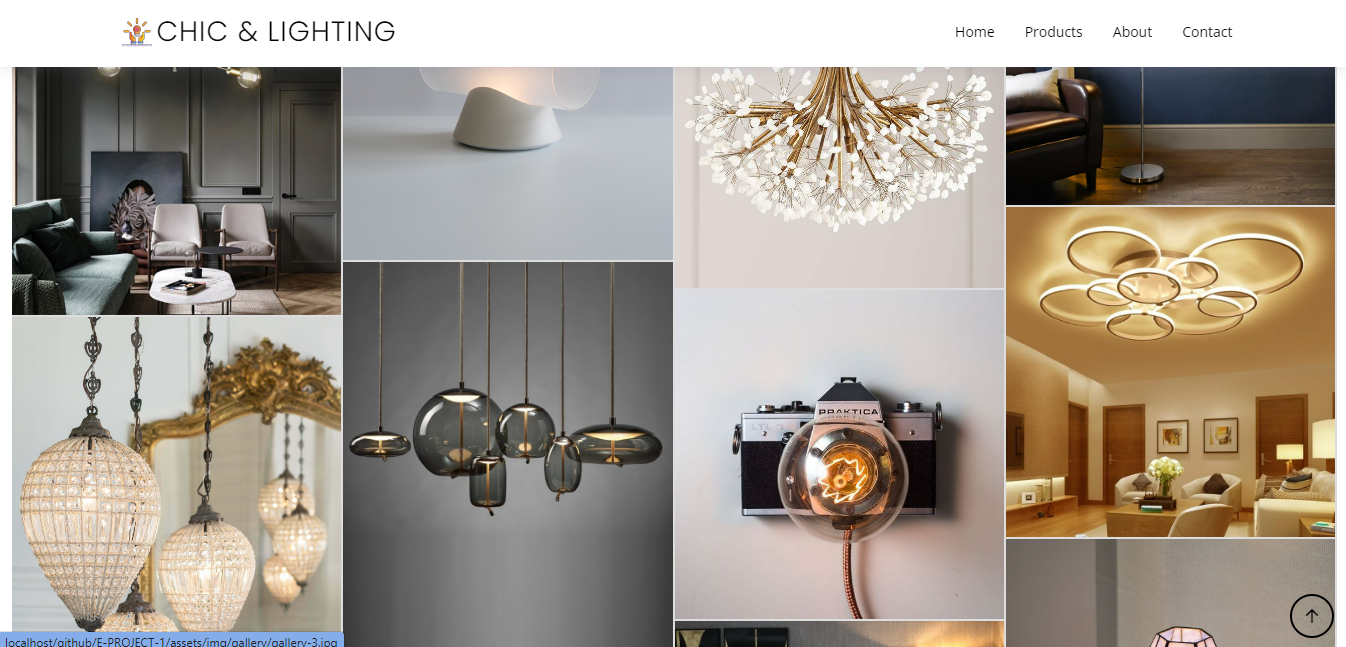 CHIC & LIGHTING
Home
Products
About
Contact
PRAKTICA
localhost/github/E-PROJECT-1/assets/img/gallery/gallery-3.jpg